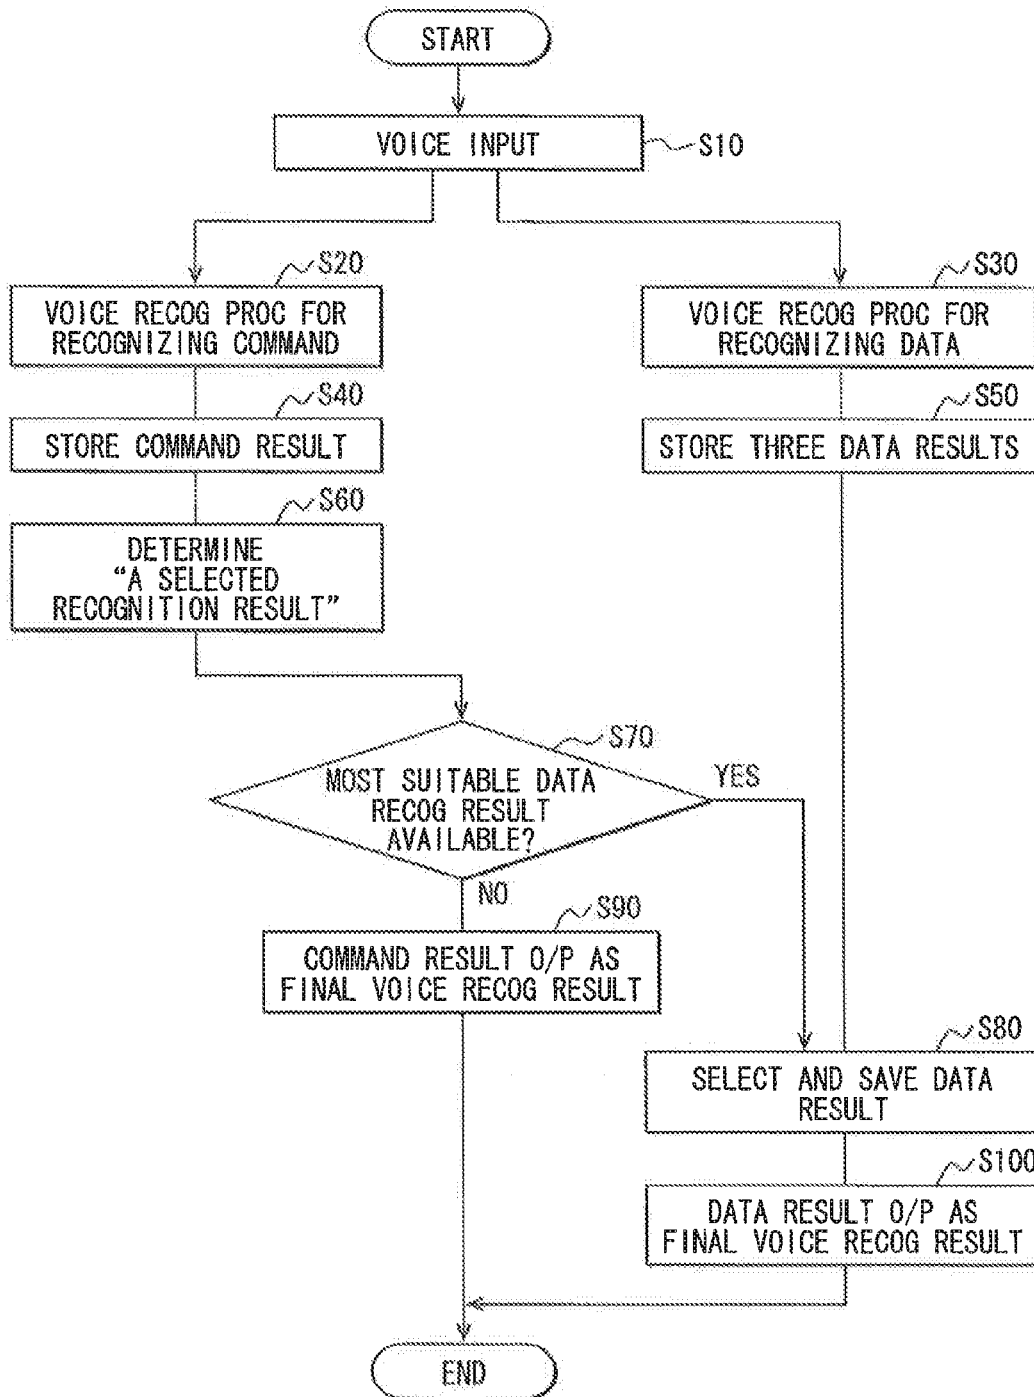 START
VOICE INPUT
S10
S20
VOICE RECOG PROC FOR
RECOGNIZING COMMAND
S30
VOICE RECOG PROC FOR
RECOGNIZING DATA
S40
STORE COMMAND RESULT
S50
STORE THREE DATA RESULTS
S60
DETERMINE
“A SELECTED
RECOGNITION RESULT”
S70
MOST SUITABLE DATA
RECOG RESULT
AVAILABLE?
YES
NO
S90
COMMAND RESULT O/P AS
FINAL VOICE RECOG RESULT
S80
SELECT AND SAVE DATA
RESULT
S100
DATA RESULT O/P AS
FINAL VOICE RECOG RESULT
END